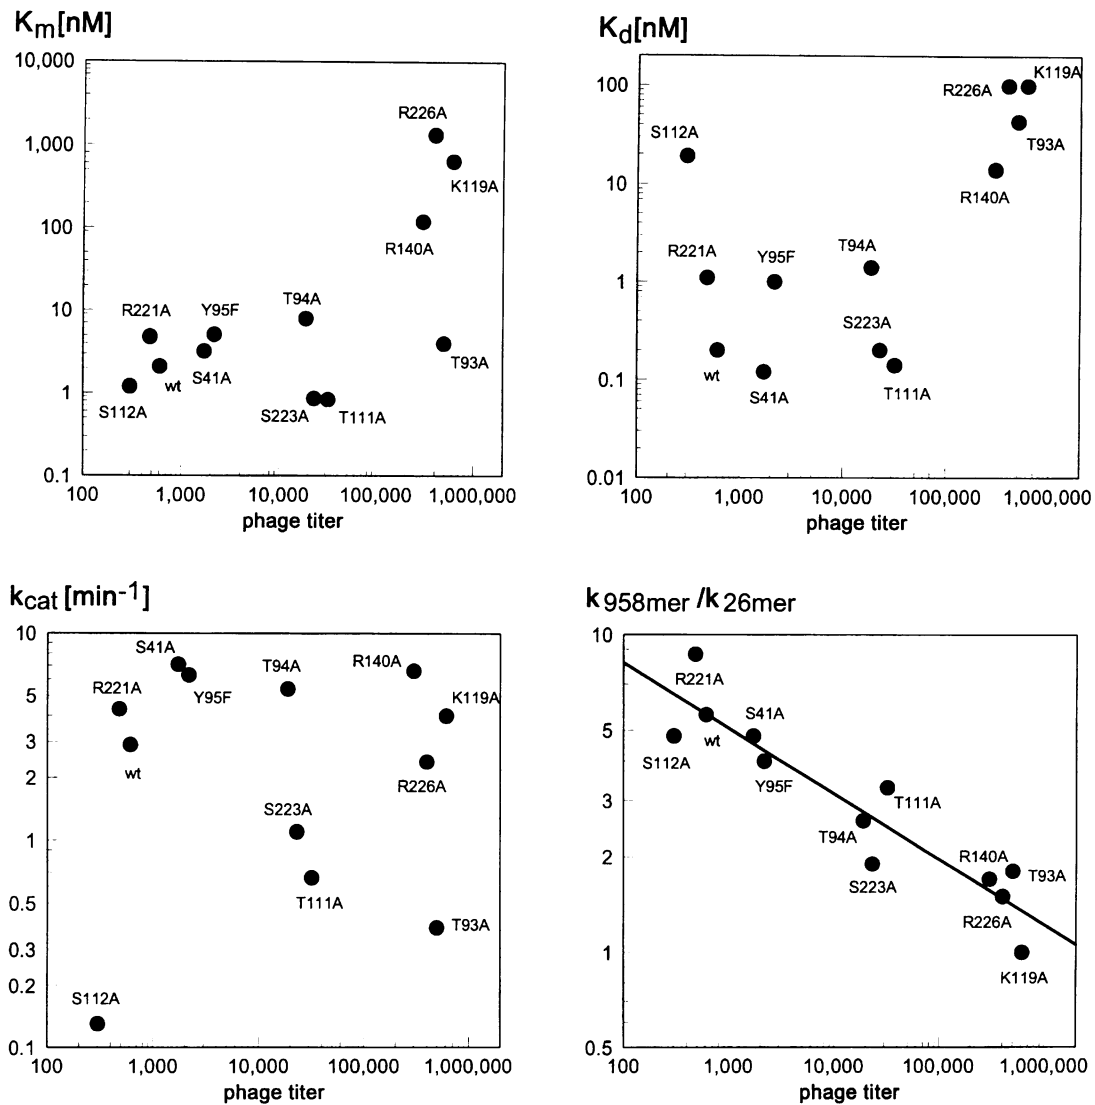 Km[nM]
10,000
1,000
100
10
1
0.1
R226A
K119A
R140A
R221A
Y95F
T94A
T93A
S41A
wt
S112A
S223A
T111A
100
1,000
10,000
100,000
1,000,000
phage titer
Kd[nM]
100
10
1
0.1
0.01
K119A
R226A
S112A
T93A
R140A
R221A
Y95F
T94A
S223A
wt
S41A
T111A
100
1,000
10,000
100,000
1,000,000
phage titer
kcat [min-1]
10
5
3
2
1
0.5
0.3
0.2
0.1
S41A
T94A
R140A
R221A
Y95F
K119A
wt
R226A
S223A
T111A
T93A
S112A
100
1,000
10,000
100,000
1,000,000
phage titer
k958mer /k26mer
10
5
3
2
1
0.5
R221A
S41A
wt
S112A
Y95F
T111A
T94A
S223A
R140A
T93A
R226A
K119A
100
1,000
10,000
100,000
1,000,000
phage titer